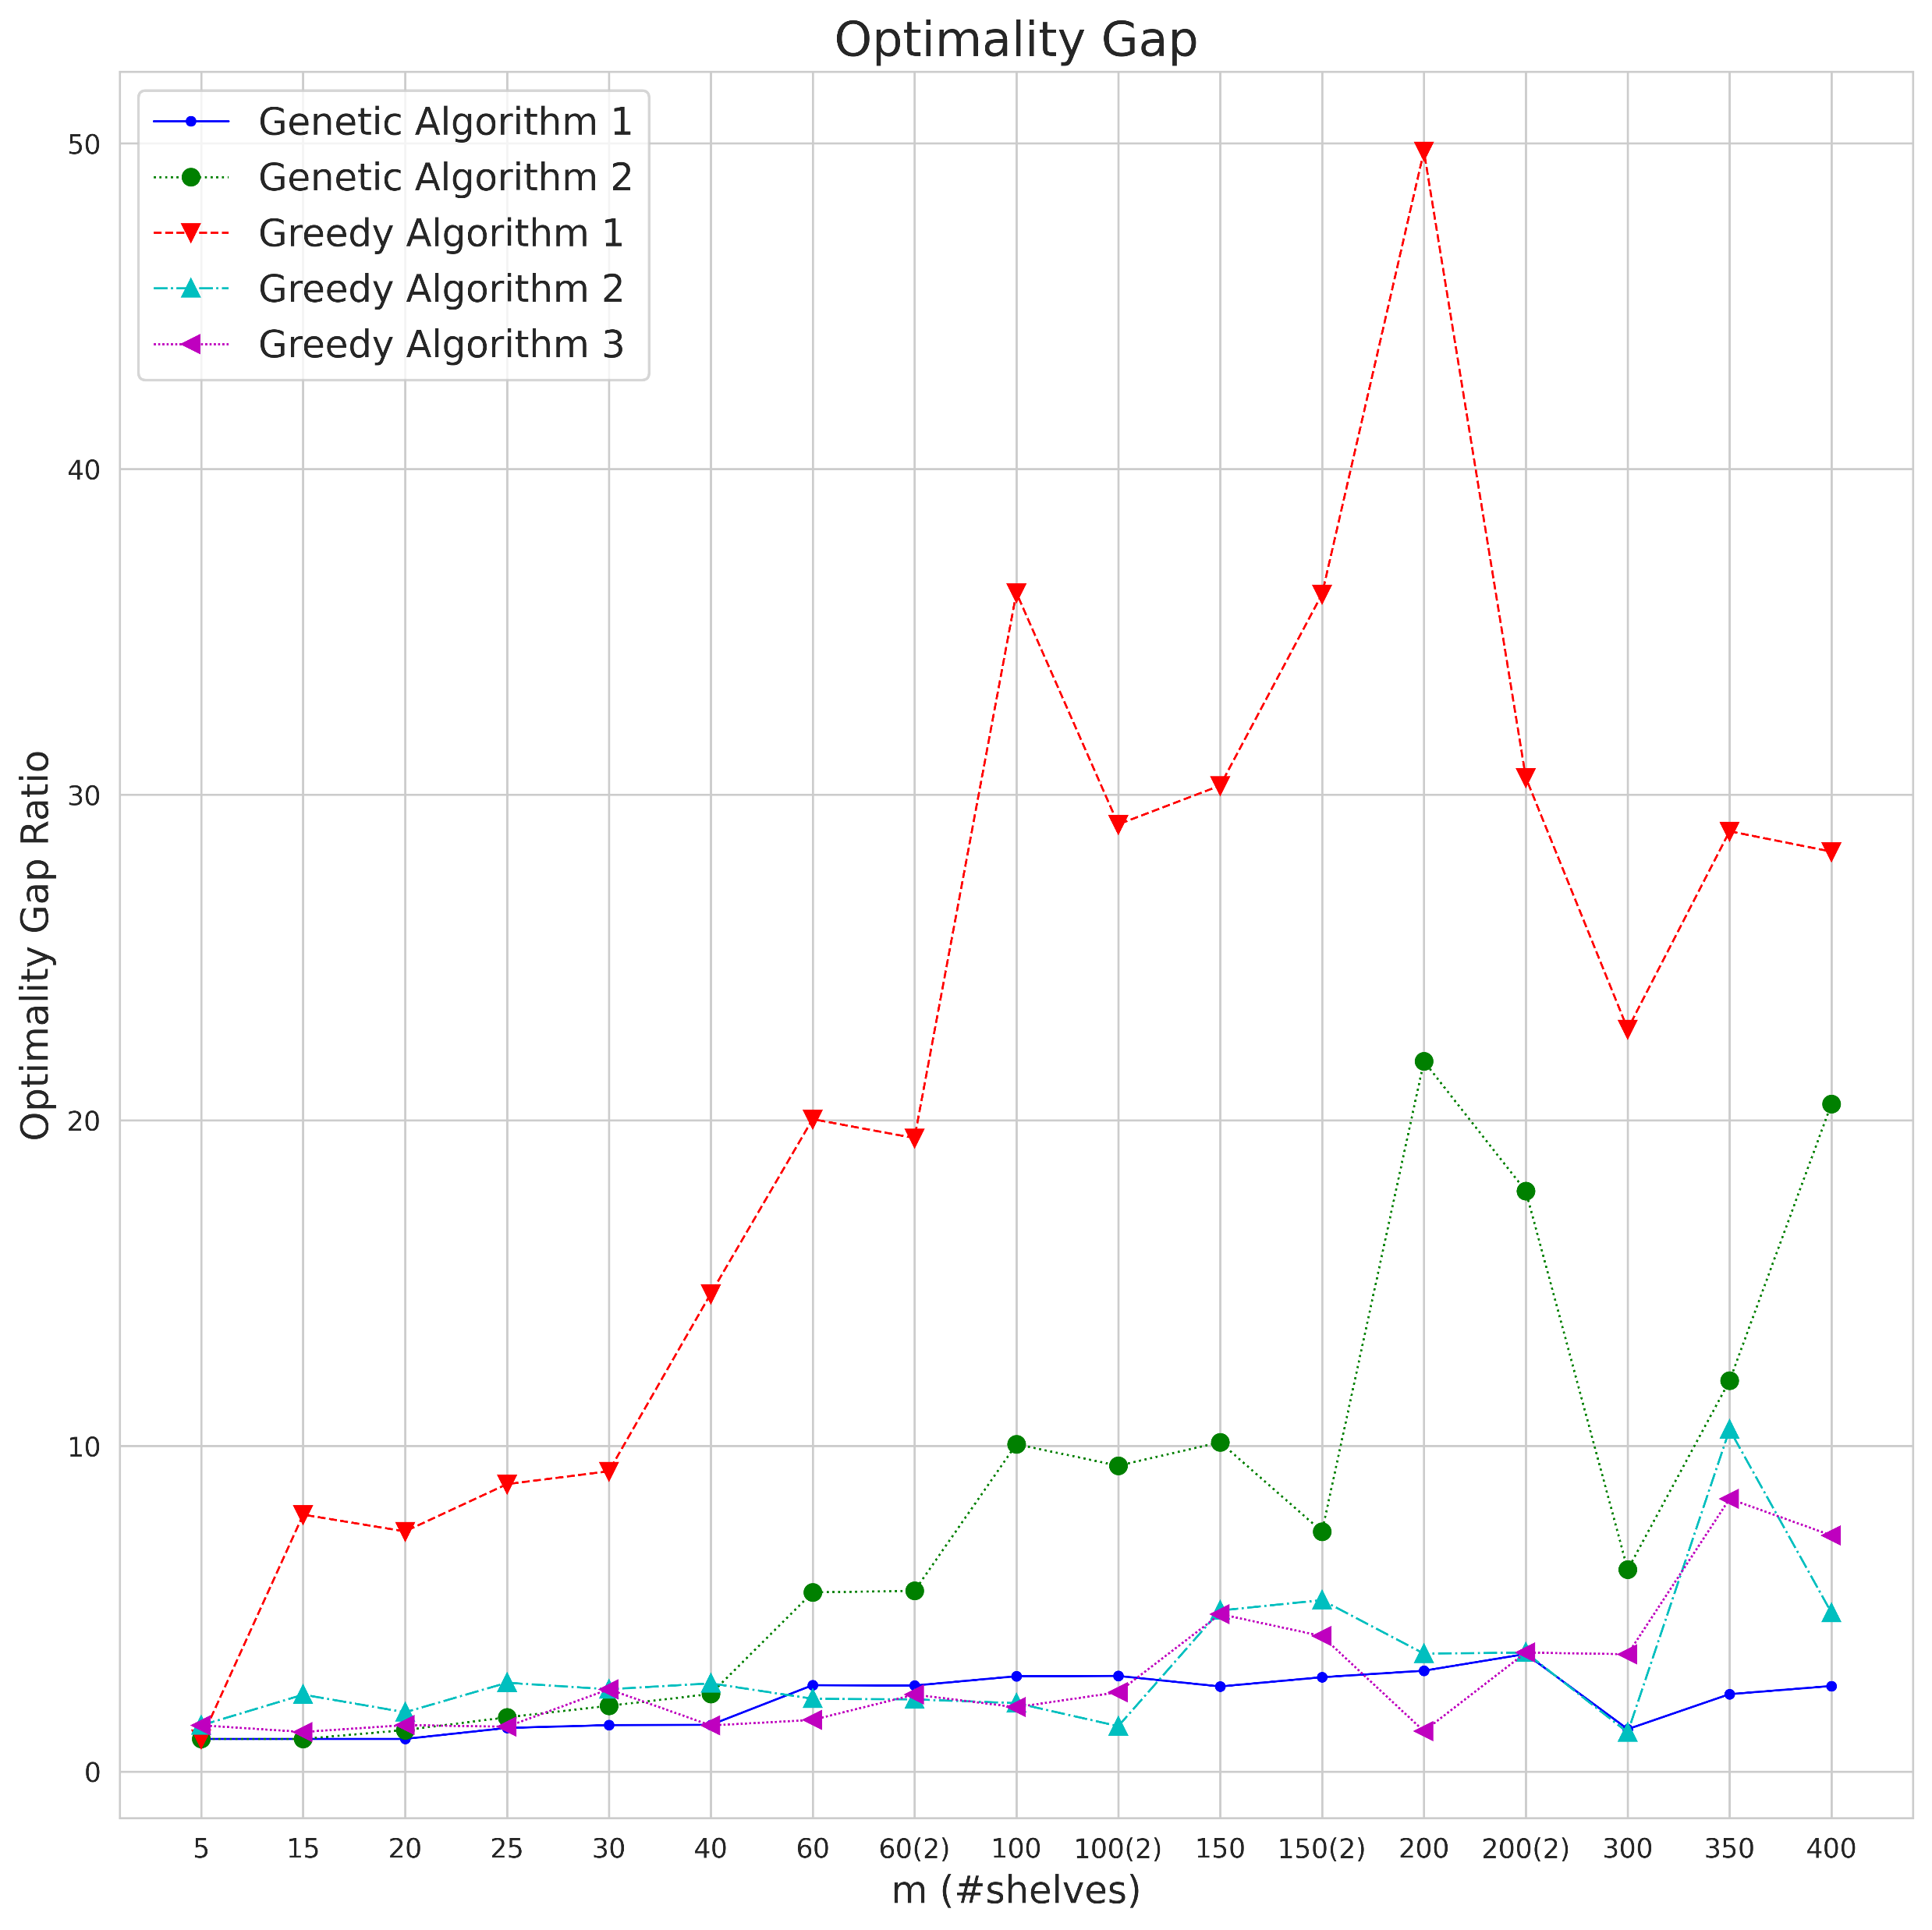 Optimality Gap
Genetic Algorithm 1
Genetic Algorithm 2
Greedy Algorithm 1
Greedy Algorithm 2
Greedy Algorithm 3
Optimality Gap Ratio
50
40
30
20
10
0
5 15 20 25 30 40 60 60(2) 100 100(2) 150 150(2) 200 200(2) 300 350 400
m (#shelves)